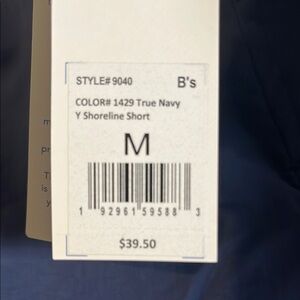 STYLE# 9040 B's
COLOR# 1429 True Navy
Y Shoreline Short
M
1 92961 59588 3
$39.50